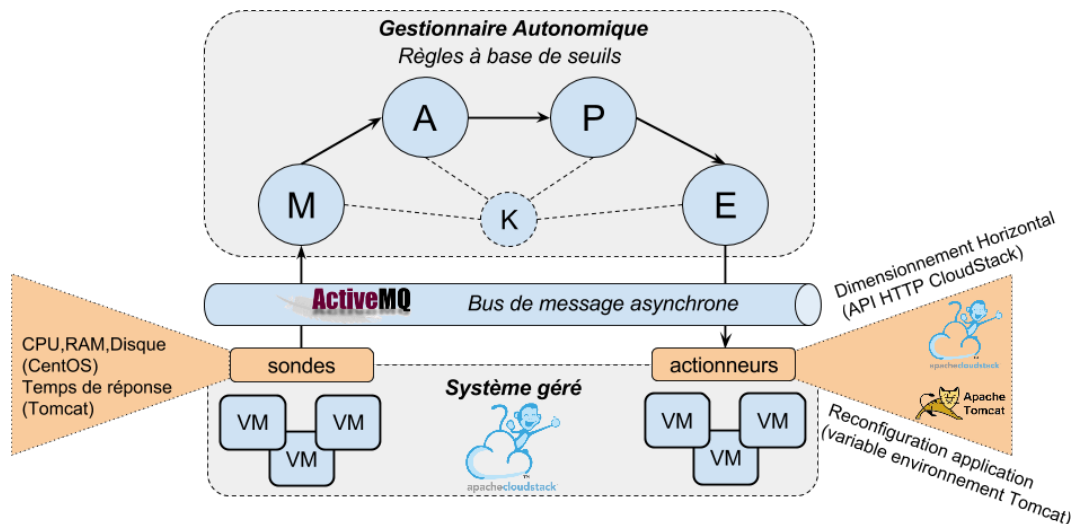 Gestionnaire Autonomique
Règles à base de seuils
A
P
M
K
E
ActiveMQ
Bus de message asynchrone
Dimensionnement Horizontal
(API HTTP CloudStack)
CPU,RAM,Disque
(CentOS)
Temps de réponse
(Tomcat)
sondes
actionneurs
apachecloudstack
Apache
Tomcat
Système géré
VM
VM
VM
apachecloudstack
TM
VM
VM
VM
Reconfiguration application
(variable environnement Tomcat)